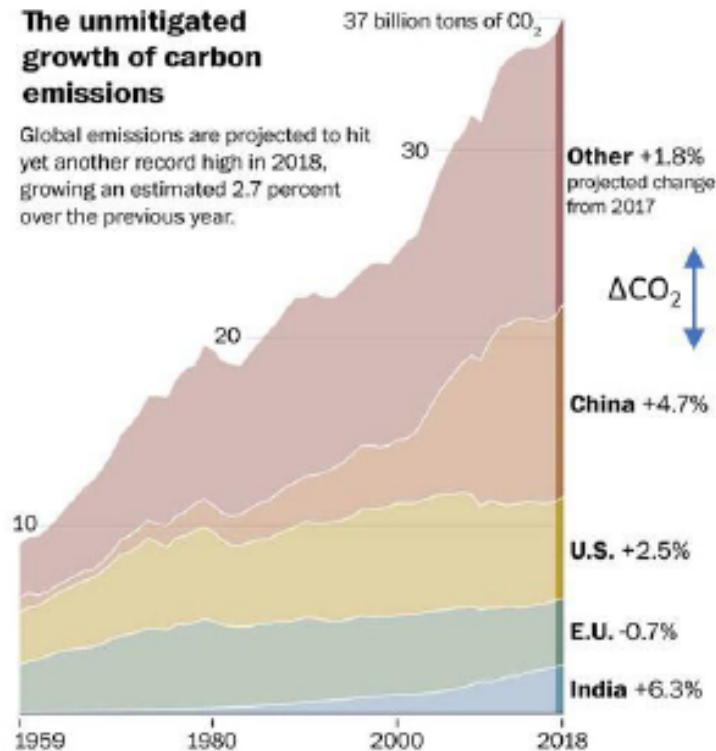 The unmitigated
growth of carbon
emissions
Global emissions are projected to hit
yet another record high in 2018,
growing an estimated 2.7 percent
over the previous year.
37 billion tons of CO₂
30
Other +1.8%
projected change
from 2017
ΔCO₂
20
China +4.7%
10
U.S. +2.5%
E.U. -0.7%
India +6.3%
1959
1980
2000
2018